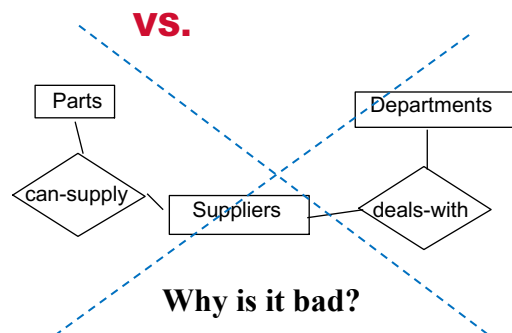 vs.
Parts
Departments
can-supply
Suppliers
deals-with
Why is it bad?